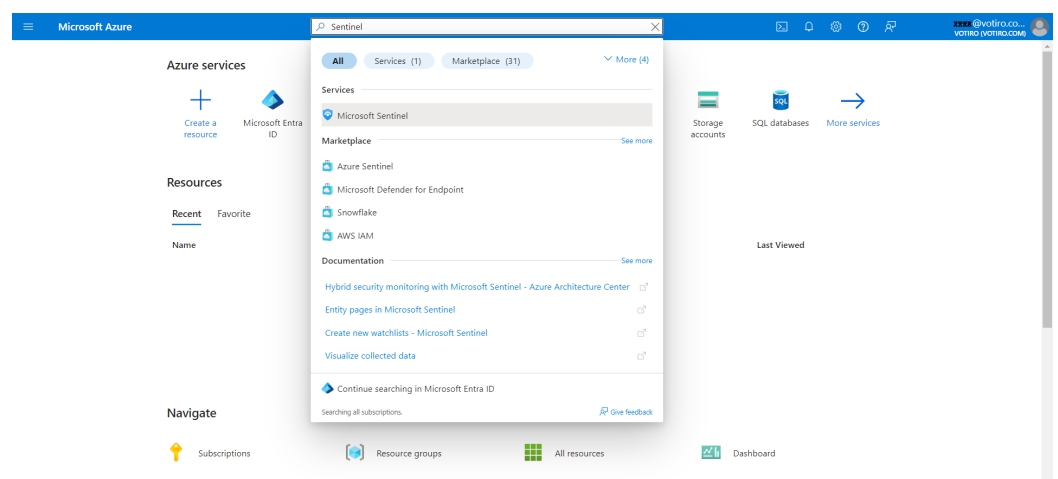 Microsoft Azure
Sentinel
xxxx@votiro.co...
VOTIRO (VOTIRO.COM)
Azure services
Create a
resource
Microsoft Entra
ID
Storage
accounts
SQL
SQL databases
More services
All
Services (1)
Marketplace (31)
More (4)
Services
Microsoft Sentinel
Marketplace
See more
Azure Sentinel
Microsoft Defender for Endpoint
Snowflake
AWS IAM
Documentation
See more
Hybrid security monitoring with Microsoft Sentinel - Azure Architecture Center
Entity pages in Microsoft Sentinel
Create new watchlists - Microsoft Sentinel
Visualize collected data
Continue searching in Microsoft Entra ID
Searching all subscriptions.
Give feedback
Resources
Recent
Favorite
Name
Last Viewed
Navigate
Subscriptions
Resource groups
All resources
Dashboard